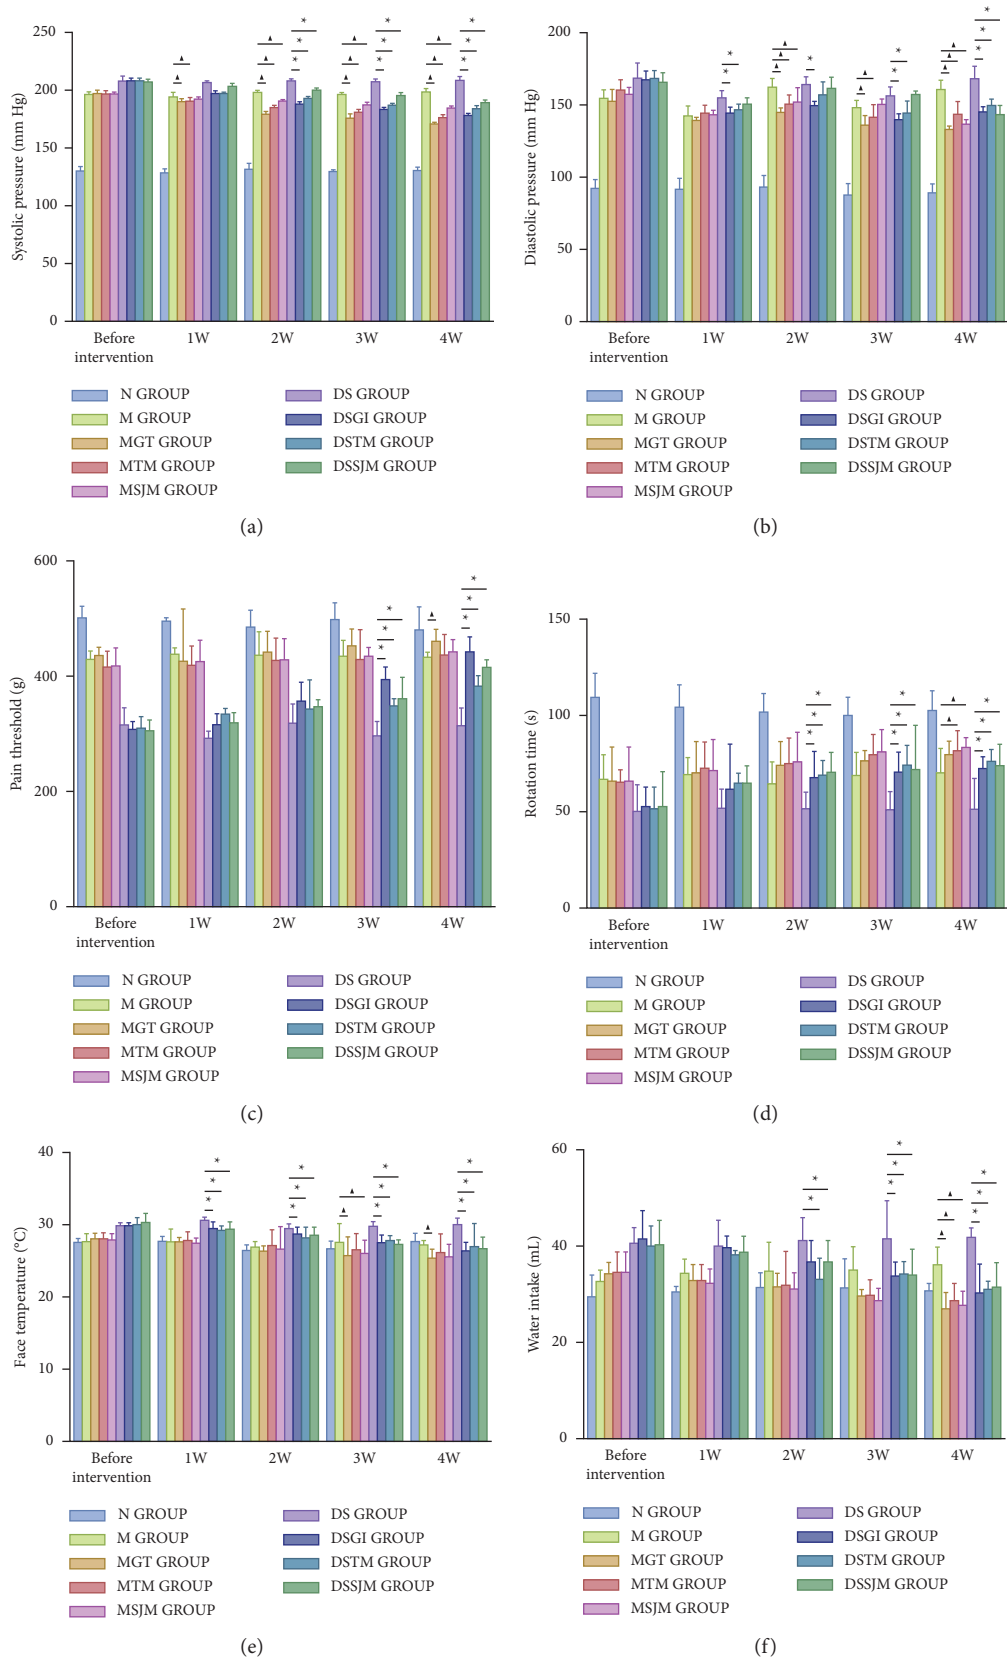 Systolic pressure (mm Hg)
250
200
150
100
50
0
Before
intervention
1W
2W
3W
4W
N GROUP
M GROUP
MGT GROUP
MTM GROUP
MSJM GROUP
DS GROUP
DSGI GROUP
DSTM GROUP
DSSJM GROUP
(a)
Diastolic pressure (mm Hg)
200
150
100
50
0
Before
intervention
1W
2W
3W
4W
N GROUP
M GROUP
MGT GROUP
MTM GROUP
MSJM GROUP
DS GROUP
DSGI GROUP
DSTM GROUP
DSSJM GROUP
(b)
Pain threshold (g)
600
400
200
0
Before
intervention
1W
2W
3W
4W
N GROUP
M GROUP
MGT GROUP
MTM GROUP
MSJM GROUP
DS GROUP
DSGI GROUP
DSTM GROUP
DSSJM GROUP
(c)
Rotation time (s)
150
100
50
0
Before
intervention
1W
2W
3W
4W
N GROUP
M GROUP
MGT GROUP
MTM GROUP
MSJM GROUP
DS GROUP
DSGI GROUP
DSTM GROUP
DSSJM GROUP
(d)
Face temperature (°C)
40
30
20
10
0
Before
intervention
1W
2W
3W
4W
N GROUP
M GROUP
MGT GROUP
MTM GROUP
MSJM GROUP
DS GROUP
DSGI GROUP
DSTM GROUP
DSSJM GROUP
(e)
Water intake (mL)
60
40
20
0
Before
intervention
1W
2W
3W
4W
N GROUP
M GROUP
MGT GROUP
MTM GROUP
MSJM GROUP
DS GROUP
DSGI GROUP
DSTM GROUP
DSSJM GROUP
(f)